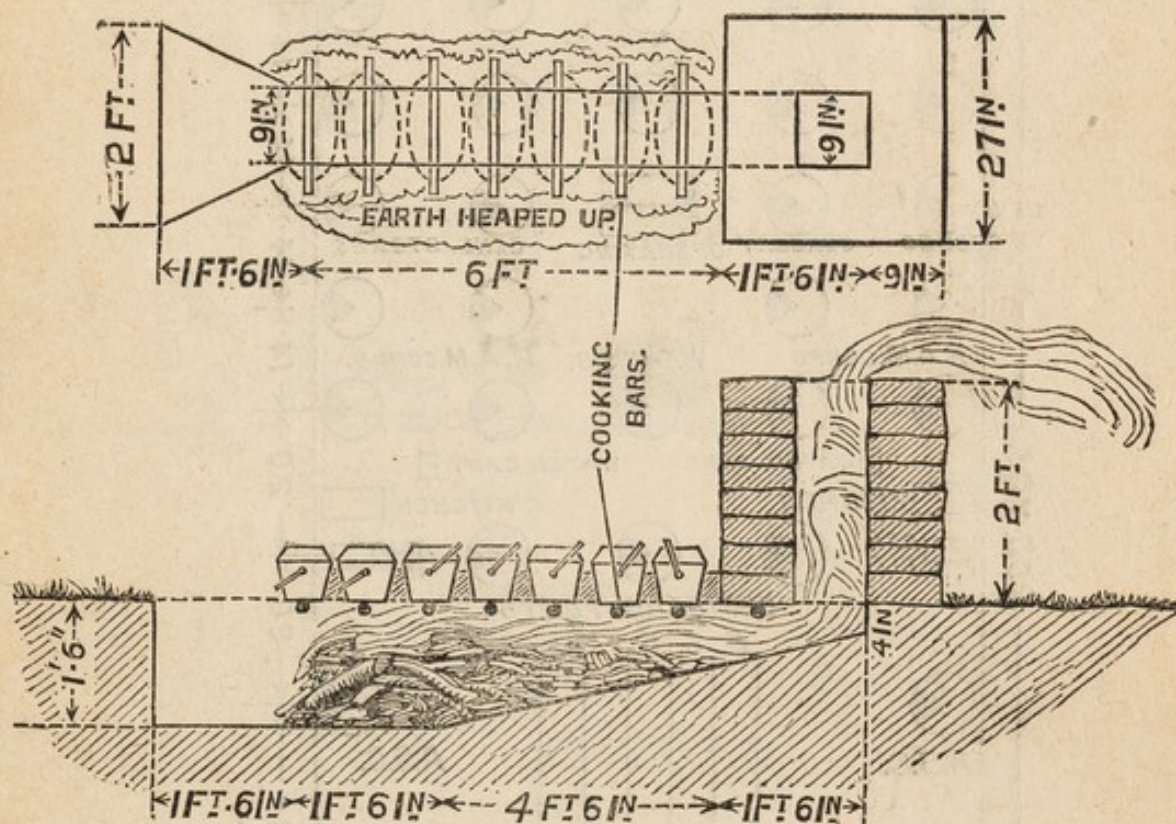 2 FT
9 IN
9 IN
27 IN
EARTH HEAPED UP.
1 FT. 6 IN
6 FT
1 FT. 6 IN
9 IN
COOKING
BARS.
2 FT.
1'.6"
4 IN
1 FT. 6 IN
1 FT 6 IN
4 FT 6 IN
1 FT 6 IN